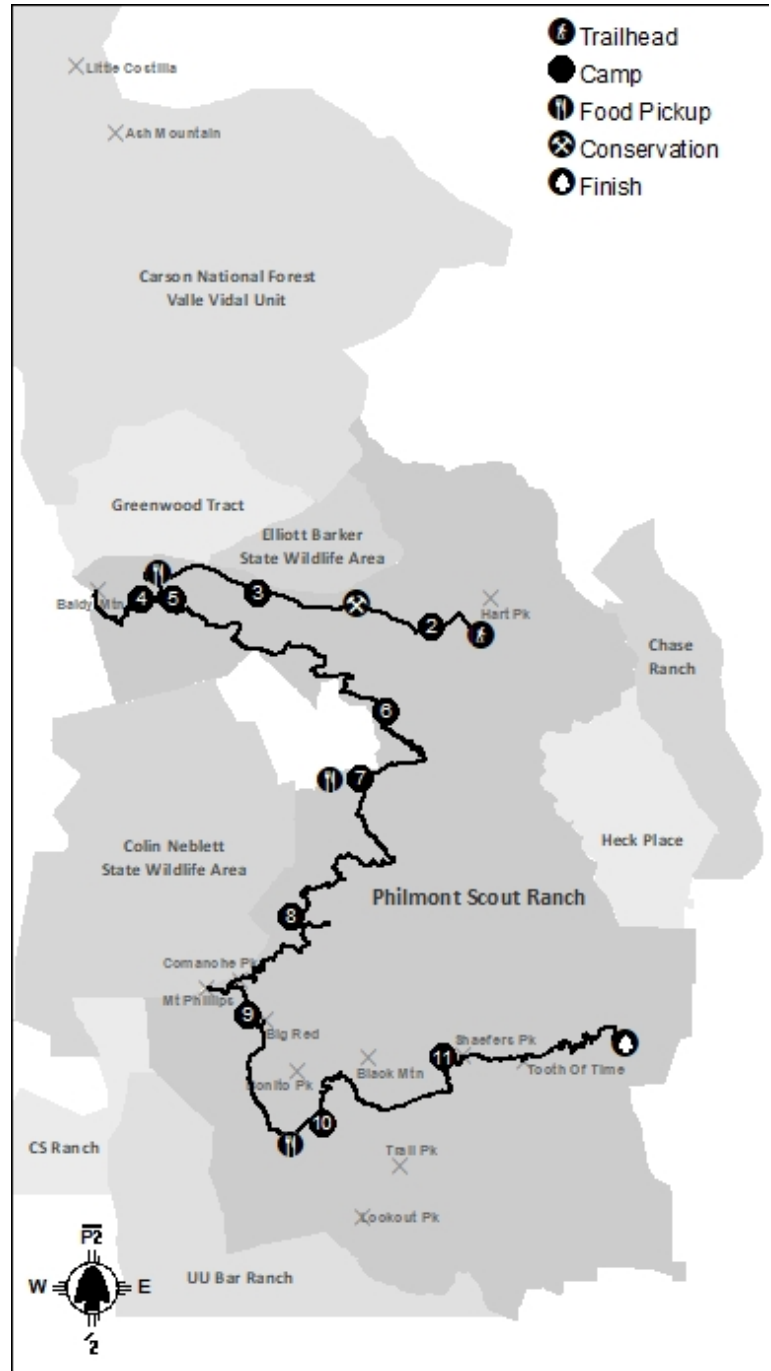 Trailhead
Camp
Food Pickup
Conservation
Finish
Little Costilla
Ash Mountain
Carson National Forest
Valle Vidal Unit
Greenwood Tract
Elliott Barker
State Wildlife Area
Baldy Mtn
4
5
3
2
Hart Pk
Chase
Ranch
6
7
Heck Place
Colin Neblett
State Wildlife Area
Philmont Scout Ranch
8
Comanche Pk
Mt Phillips
9
Big Red
11
Shaefers Pk
Black Mtn
Tooth Of Time
Bonito Pk
10
CS Ranch
Trail Pk
Lookout Pk
UU Bar Ranch
P2
W
E
2